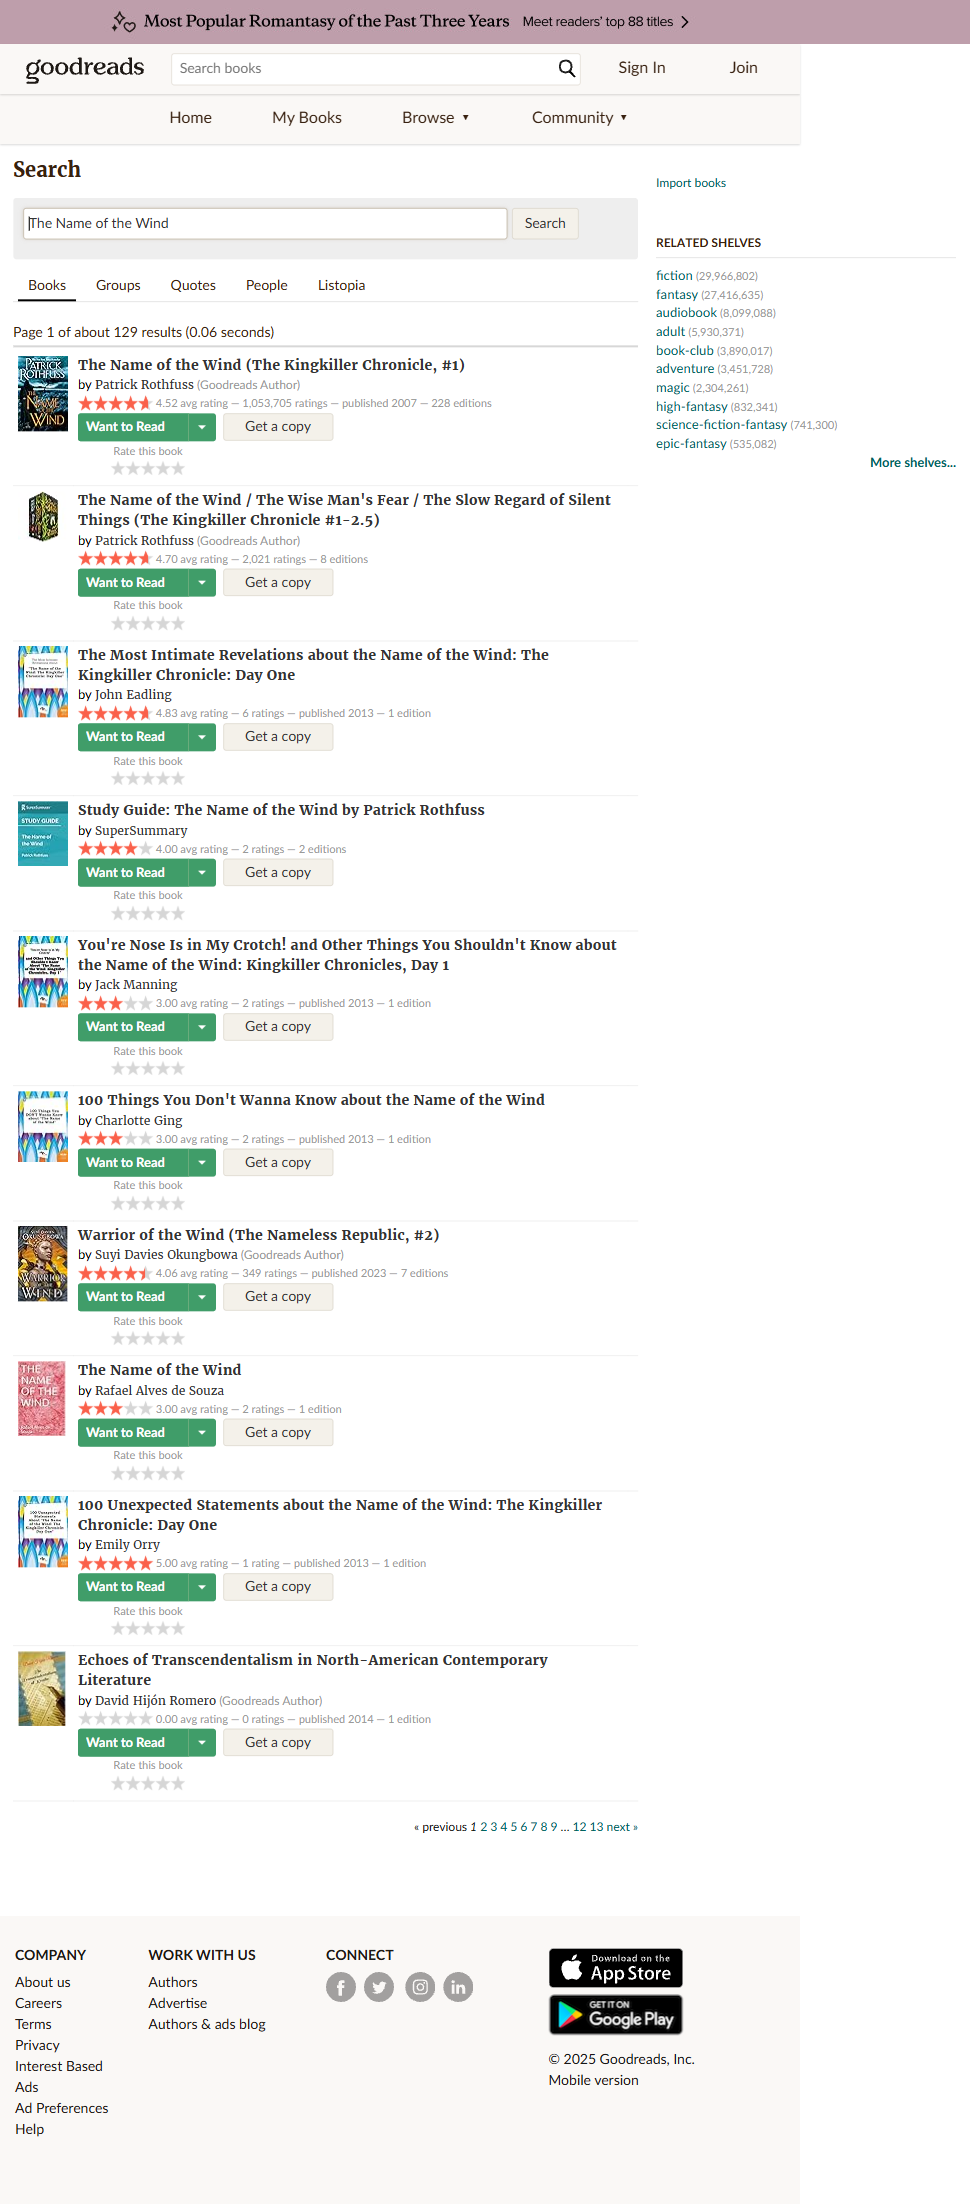 Most Popular Romantasy of the Past Three Years Meet readers' top 88 titles
goodreads
Search books
Sign In
Join
Home
My Books
Browse ▼
Community ▼
Search
The Name of the Wind
Search
Books
Groups
Quotes
People
Listopia
Page 1 of about 129 results (0.06 seconds)
PATRICK
ROTHFUSS
THE
NAME
OF THE
WIND
The Name of the Wind (The Kingkiller Chronicle, #1)
by Patrick Rothfuss (Goodreads Author)
4.52 avg rating — 1,053,705 ratings — published 2007 — 228 editions
Want to Read
Get a copy
Rate this book
The Name of the Wind / The Wise Man's Fear / The Slow Regard of Silent
Things (The Kingkiller Chronicle #1-2.5)
by Patrick Rothfuss (Goodreads Author)
4.70 avg rating — 2,021 ratings — 8 editions
Want to Read
Get a copy
Rate this book
The Most Intimate Revelations about the Name of the Wind: The
Kingkiller Chronicle: Day One
by John Eadling
4.83 avg rating — 6 ratings — published 2013 — 1 edition
Want to Read
Get a copy
Rate this book
SuperSummary
STUDY GUIDE
The Name of
the Wind
Patrick Rothfuss
Study Guide: The Name of the Wind by Patrick Rothfuss
by SuperSummary
4.00 avg rating — 2 ratings — 2 editions
Want to Read
Get a copy
Rate this book
You're Nose Is in My Crotch! and Other Things You Shouldn't Know about
the Name of the Wind: Kingkiller Chronicles, Day 1
by Jack Manning
3.00 avg rating — 2 ratings — published 2013 — 1 edition
Want to Read
Get a copy
Rate this book
100 Things You Don't Wanna Know about the Name of the Wind
by Charlotte Ging
3.00 avg rating — 2 ratings — published 2013 — 1 edition
Want to Read
Get a copy
Rate this book
OKUNGBOWA
WARRIOR
WIND
Warrior of the Wind (The Nameless Republic, #2)
by Suyi Davies Okungbowa (Goodreads Author)
4.06 avg rating — 349 ratings — published 2023 — 7 editions
Want to Read
Get a copy
Rate this book
THE
NAME
OF THE
WIND
The Name of the Wind
by Rafael Alves de Souza
3.00 avg rating — 2 ratings — 1 edition
Want to Read
Get a copy
Rate this book
100 Unexpected Statements about the Name of the Wind: The Kingkiller
Chronicle: Day One
by Emily Orry
5.00 avg rating — 1 rating — published 2013 — 1 edition
Want to Read
Get a copy
Rate this book
Echoes of Transcendentalism in North-American Contemporary
Literature
by David Hijón Romero (Goodreads Author)
0.00 avg rating — 0 ratings — published 2014 — 1 edition
Want to Read
Get a copy
Rate this book
« previous 1 2 3 4 5 6 7 8 9 … 12 13 next »
Import books
RELATED SHELVES
fiction (29,966,802)
fantasy (27,416,635)
audiobook (8,099,088)
adult (5,930,371)
book-club (3,890,017)
adventure (3,451,728)
magic (2,304,261)
high-fantasy (832,341)
science-fiction-fantasy (741,300)
epic-fantasy (535,082)
More shelves...
COMPANY
About us
Careers
Terms
Privacy
Interest Based
Ads
Ad Preferences
Help
WORK WITH US
Authors
Advertise
Authors & ads blog
CONNECT
Download on the
App Store
GET IT ON
Google Play
© 2025 Goodreads, Inc.
Mobile version